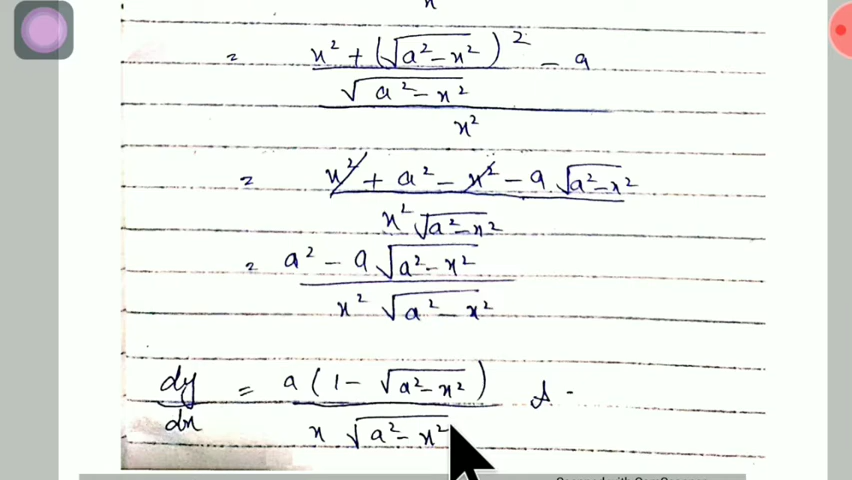 x
= x² + (√a²-x²)² - a
√a²-x²
x²
= x² + a² - x² - a √a²-x²
x² √a²-x²
= a² - a √a²-x²
x² √a² - x²
dy/dx = a (1 - √a²-x²)
x √a²-x²